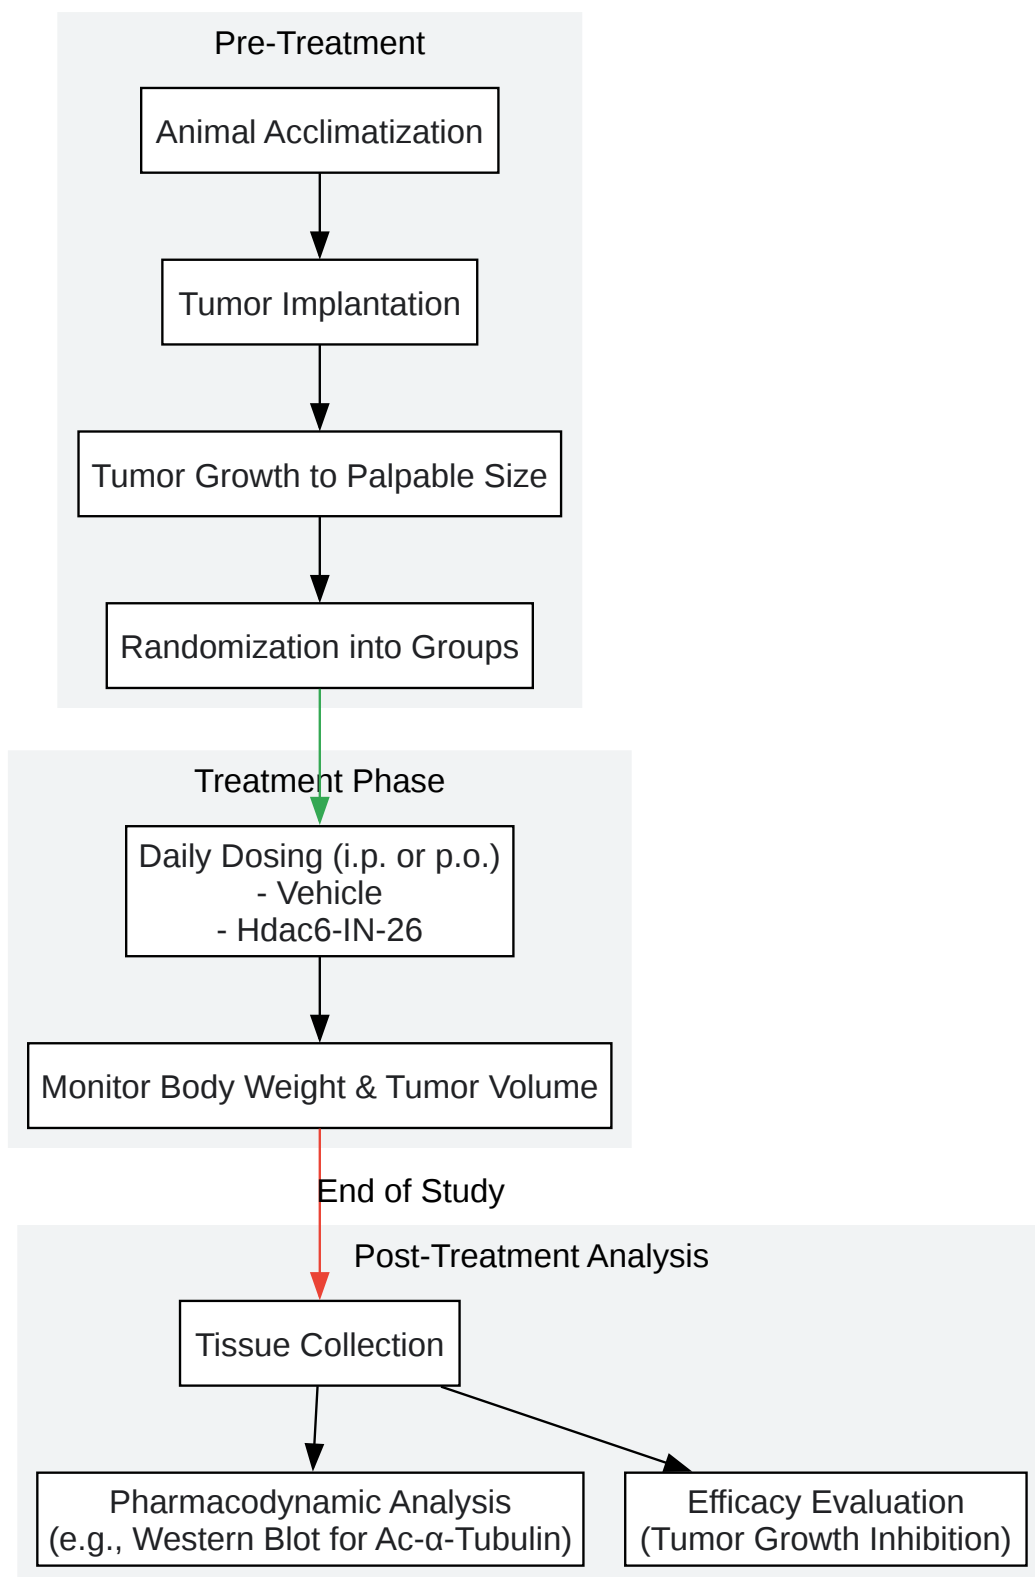 Pre-Treatment
Animal Acclimatization
Tumor Implantation
Tumor Growth to Palpable Size
Randomization into Groups
Treatment Phase
Daily Dosing (i.p. or p.o.)
- Vehicle
- Hdac6-IN-26
Monitor Body Weight & Tumor Volume
End of Study
Post-Treatment Analysis
Tissue Collection
Pharmacodynamic Analysis
(e.g., Western Blot for Ac-α-Tubulin)
Efficacy Evaluation
(Tumor Growth Inhibition)